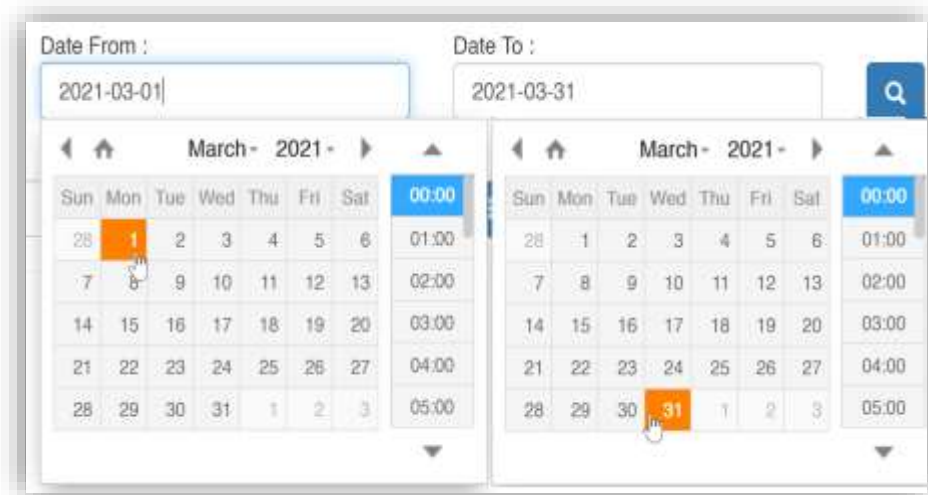 Date From :
Date To :
2021-03-01
2021-03-31
March 2021
Sun Mon Tue Wed Thu Fri Sat
28 1 2 3 4 5 6
7 8 9 10 11 12 13
14 15 16 17 18 19 20
21 22 23 24 25 26 27
28 29 30 31 1 2 3
00:00
01:00
02:00
03:00
04:00
05:00
March 2021
Sun Mon Tue Wed Thu Fri Sat
28 1 2 3 4 5 6
7 8 9 10 11 12 13
14 15 16 17 18 19 20
21 22 23 24 25 26 27
28 29 30 31 1 2 3
00:00
01:00
02:00
03:00
04:00
05:00